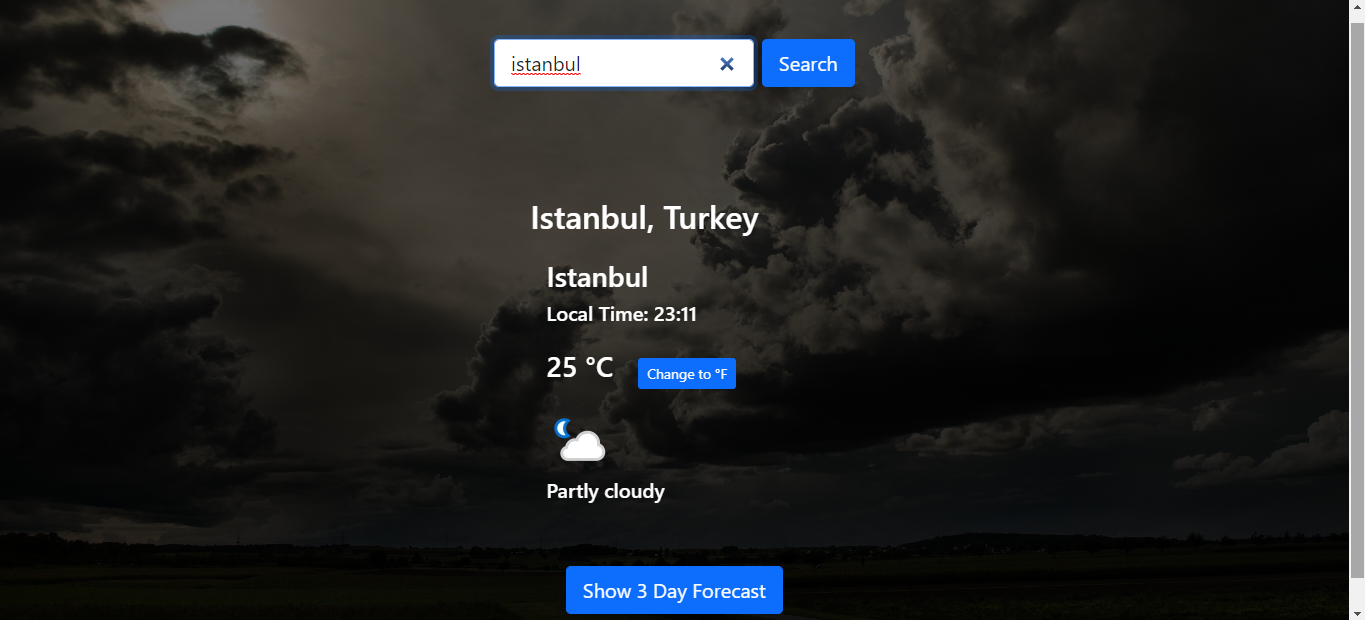 istanbul
Search
Istanbul, Turkey
Istanbul
Local Time: 23:11
25 °C
Change to °F
Partly cloudy
Show 3 Day Forecast